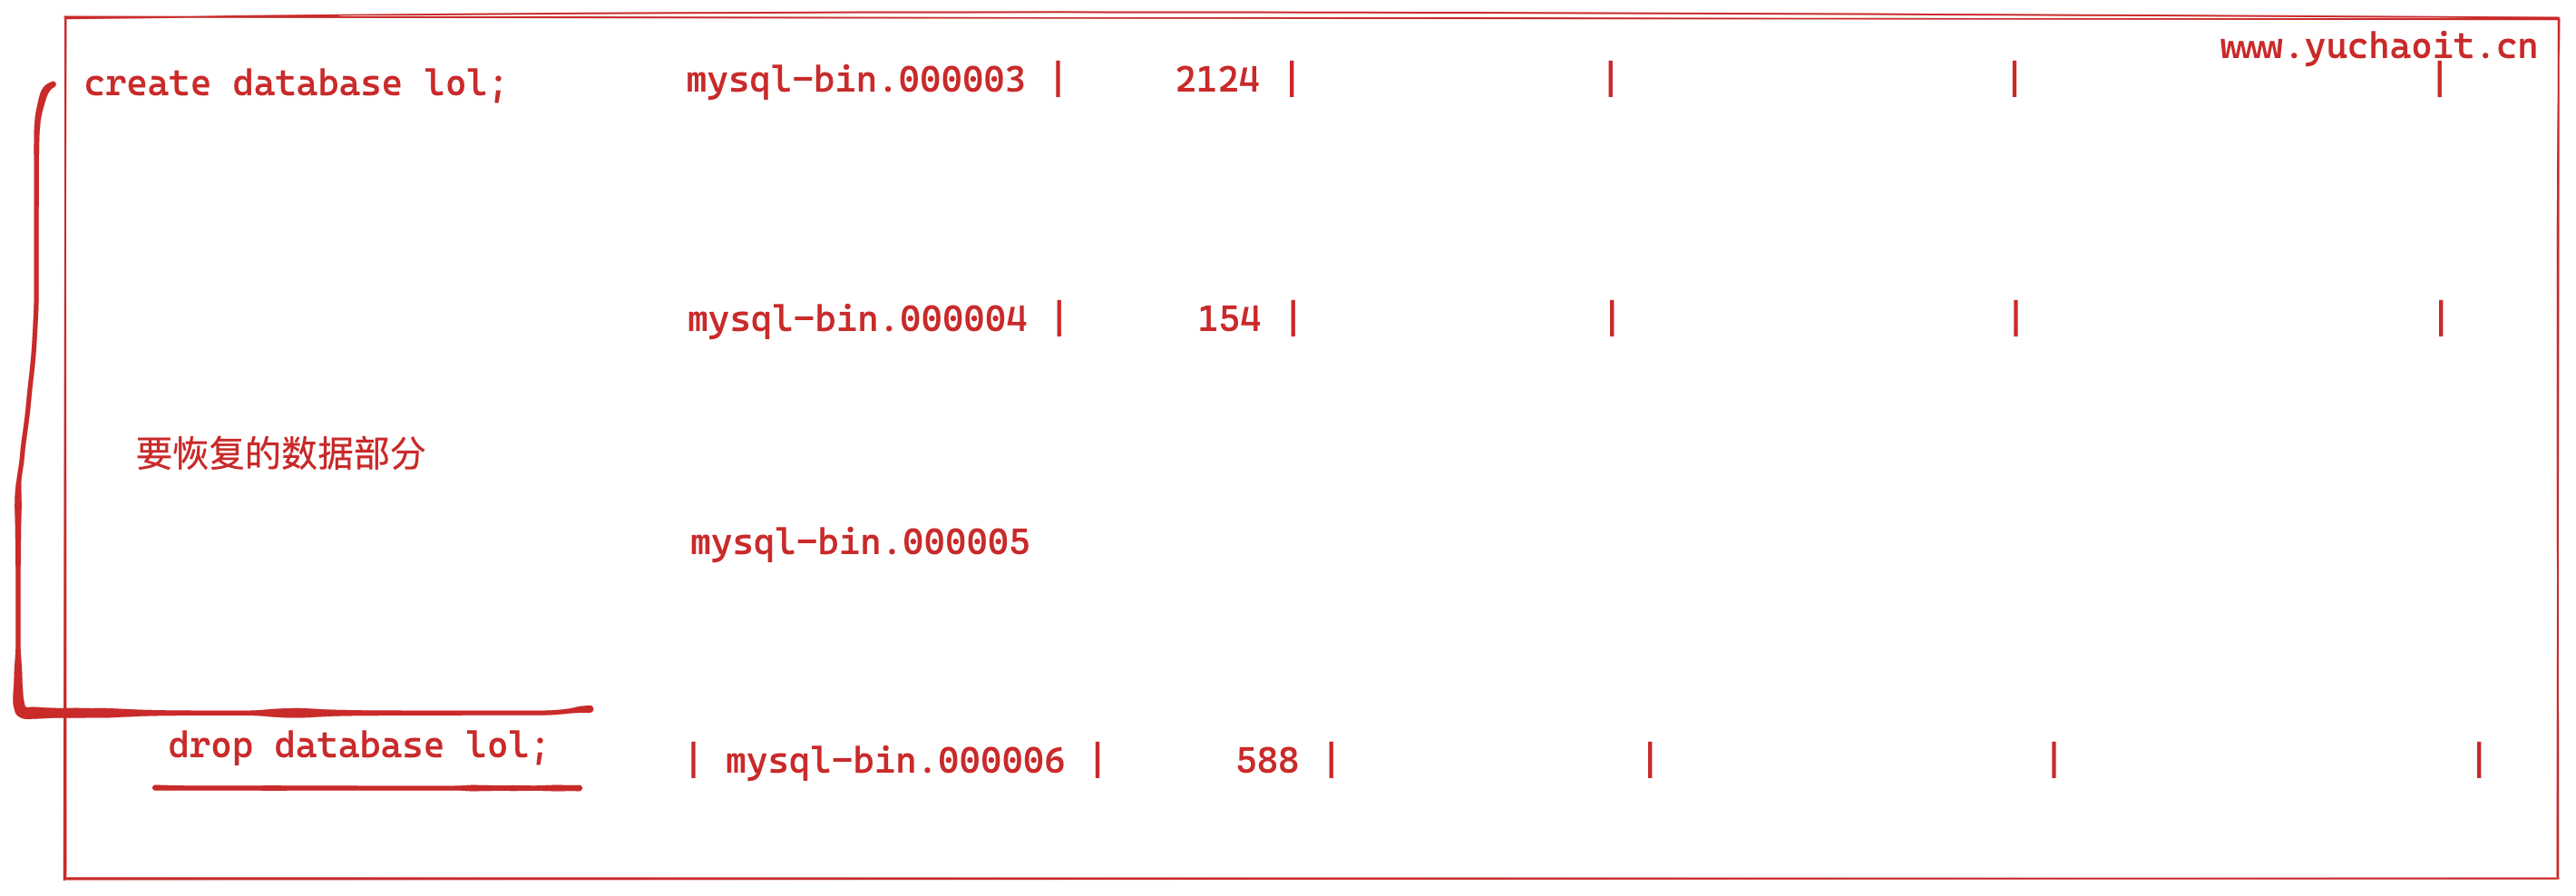 www.yuchaoit.cn
create database lol; mysql-bin.000003 | 2124 | | | |
mysql-bin.000004 | 154 | | | |
要恢复的数据部分
mysql-bin.000005
drop database lol; | mysql-bin.000006 | 588 | | | |